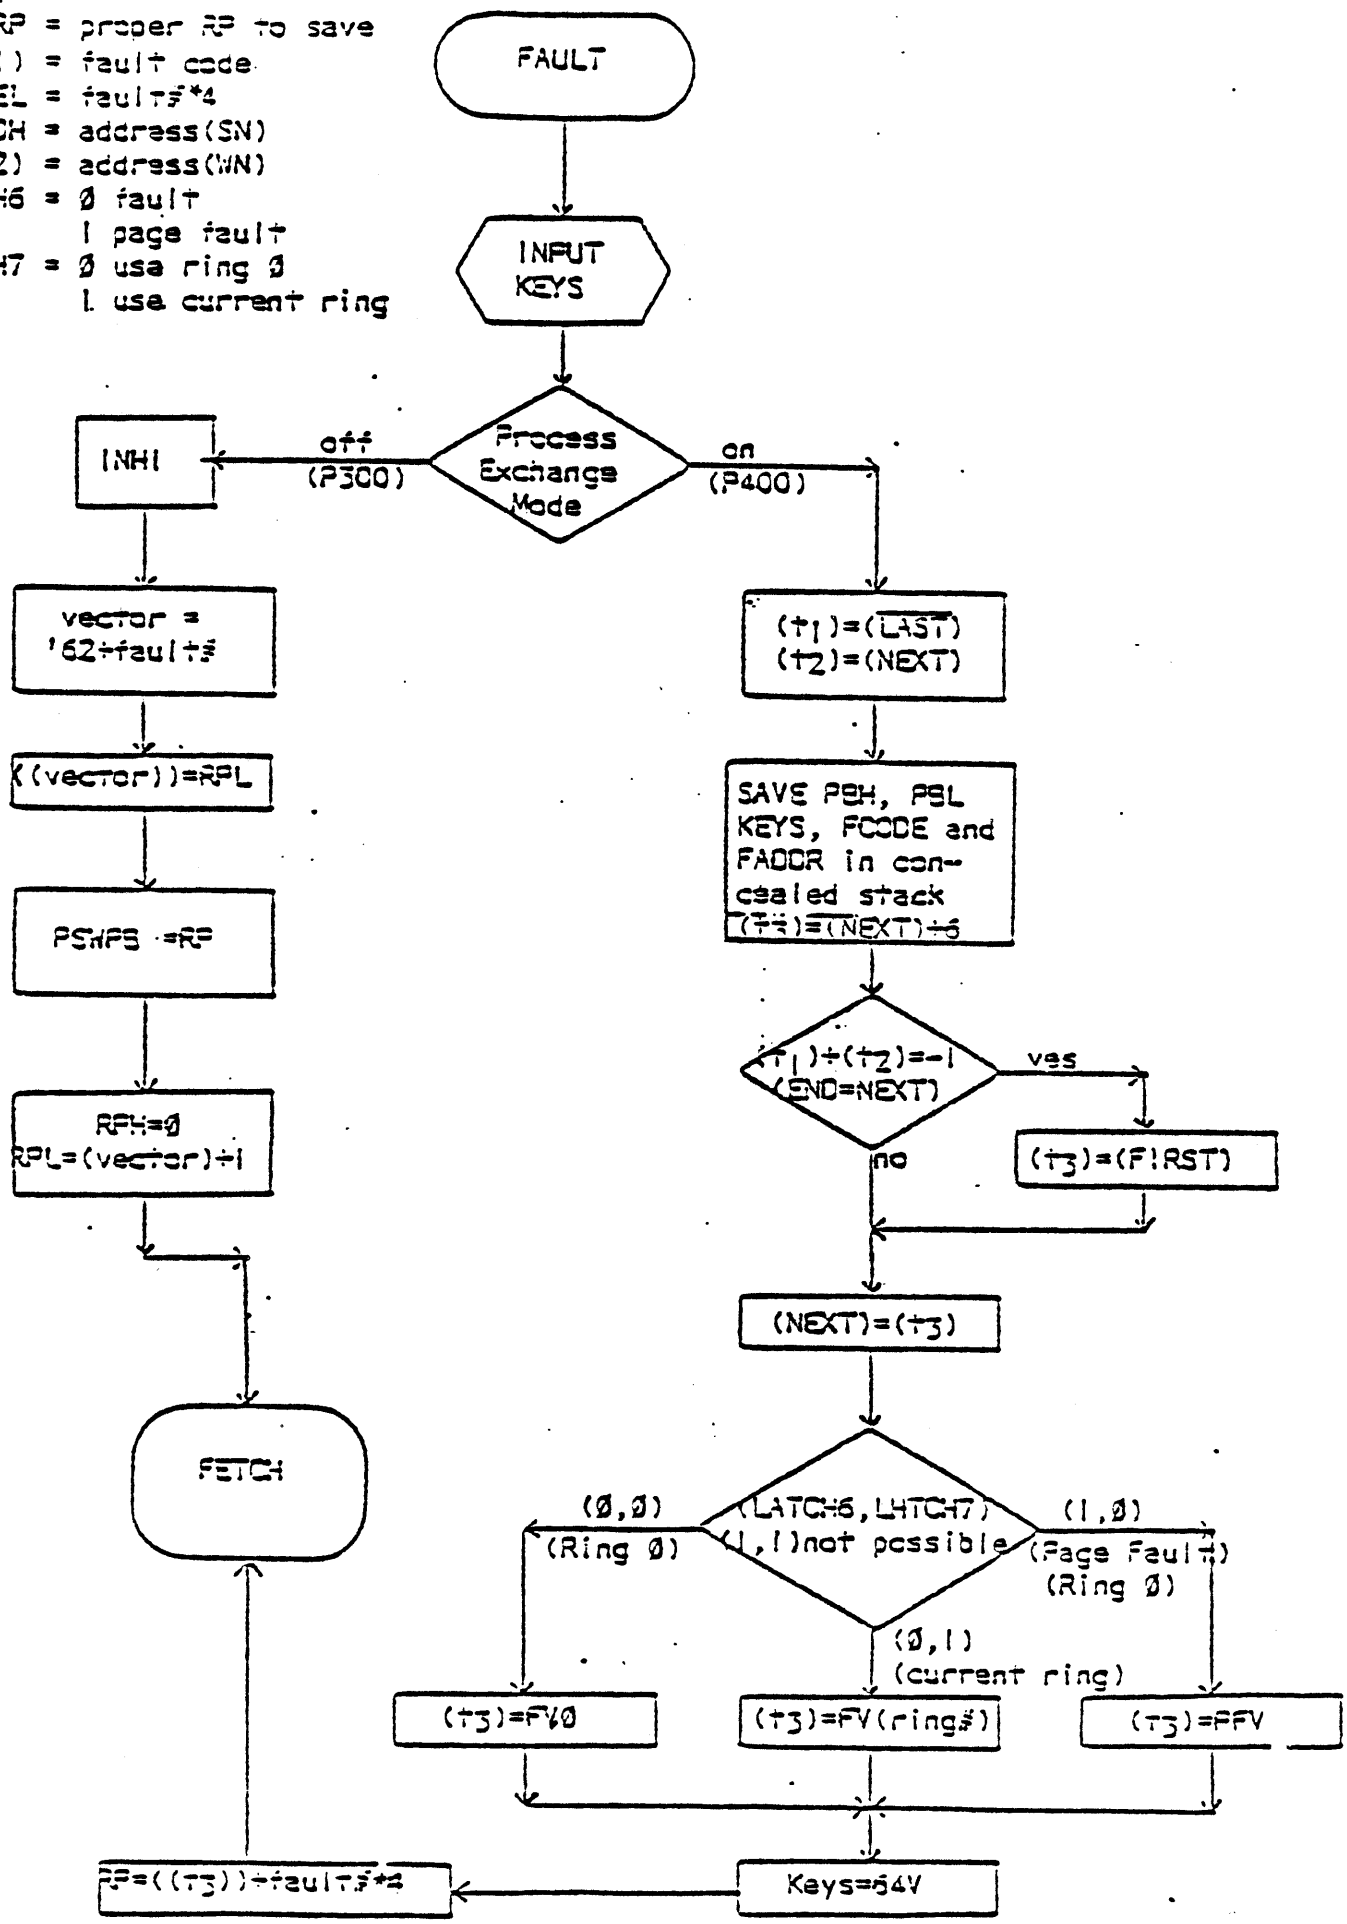 RP = proper RP to save
() = fault code
EL = fault#*4
CH = address(SN)
Z) = address(WN)
H6 = Ø fault
1 page fault
H7 = Ø use ring Ø
1 use current ring
FAULT
INPUT
KEYS
Process
Exchange
Mode
off
(P300)
on
(P400)
INHI
vector =
'62+fault#
((vector))=RPL
PSWPB =RP
RPH=Ø
RPL=(vector)+1
FETCH
(t1)=(LAST)
(t2)=(NEXT)
SAVE PBH, PBL
KEYS, FCODE and
FADDR in con-
cealed stack
(t3)=(NEXT)+6
(t1)+(t2)=-1
(END=NEXT)
yes
no
(t3)=(FIRST)
(NEXT)=(t3)
(LATCH6,LHTCH7)
(1,1)not possible
(Ø,Ø)
(Ring Ø)
(1,Ø)
(Page Fault)
(Ring Ø)
(Ø,1)
(current ring)
(t3)=FVØ
(t3)=FV(ring#)
(t3)=PFV
Keys=64V
RP=((t3))+fault#*4